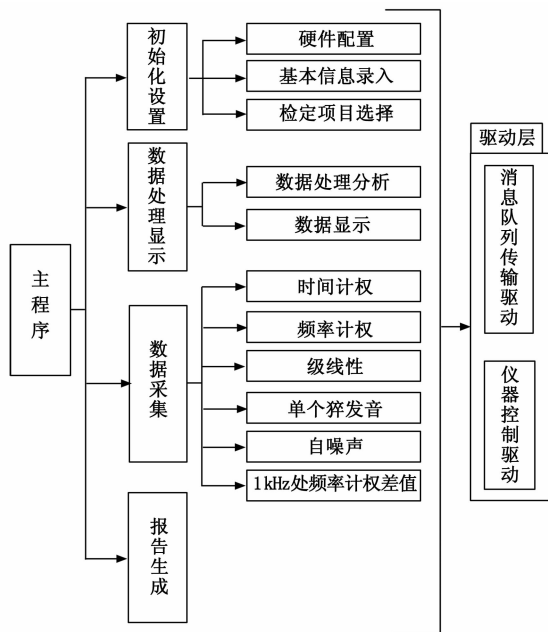 主程序
初始化设置
硬件配置
基本信息录入
检定项目选择
数据处理显示
数据处理分析
数据显示
数据采集
时间计权
频率计权
级线性
单个猝发音
自噪声
1kHz处频率计权差值
报告生成
驱动层
消息队列传输驱动
仪器控制驱动